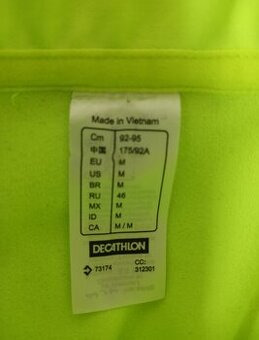 Made in Vietnam
Cm 92-95
中国 175/92A
EU M
US M
BR M
RU 46
MX M
ID M
CA M / M
DECATHLON
73174 CC: 312301